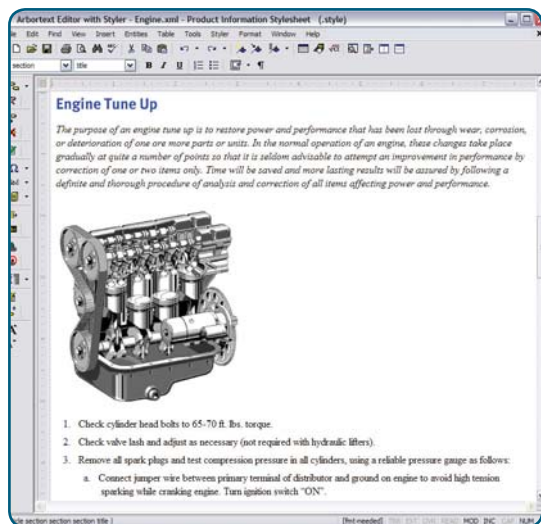 Arbortext Editor with Styler - Engine.xml - Product Information Stylesheet (.style)
Edit Find View Insert Entities Table Tools Styler Format Window Help
section title B I U
Engine Tune Up
The purpose of an engine tune up is to restore power and performance that has been lost through wear, corrosion,
or deterioration of one ore more parts or units. In the normal operation of an engine, these changes take place
gradually at quite a number of points so that it is seldom advisable to attempt an improvement in performance by
correction of one or two items only. Time will be saved and more lasting results will be assured by following a
definite and thorough procedure of analysis and correction of all items affecting power and performance.
1. Check cylinder head bolts to 65-70 ft. lbs. torque.
2. Check valve lash and adjust as necessary (not required with hydraulic lifters).
3. Remove all spark plugs and test compression pressure in all cylinders, using a reliable pressure gauge as follows:
a. Connect jumper wire between primary terminal of distributor and ground on engine to avoid high tension
sparking while cranking engine. Turn ignition switch "ON".
section section section title ) [fmt needed] MOD INC CAP NUM